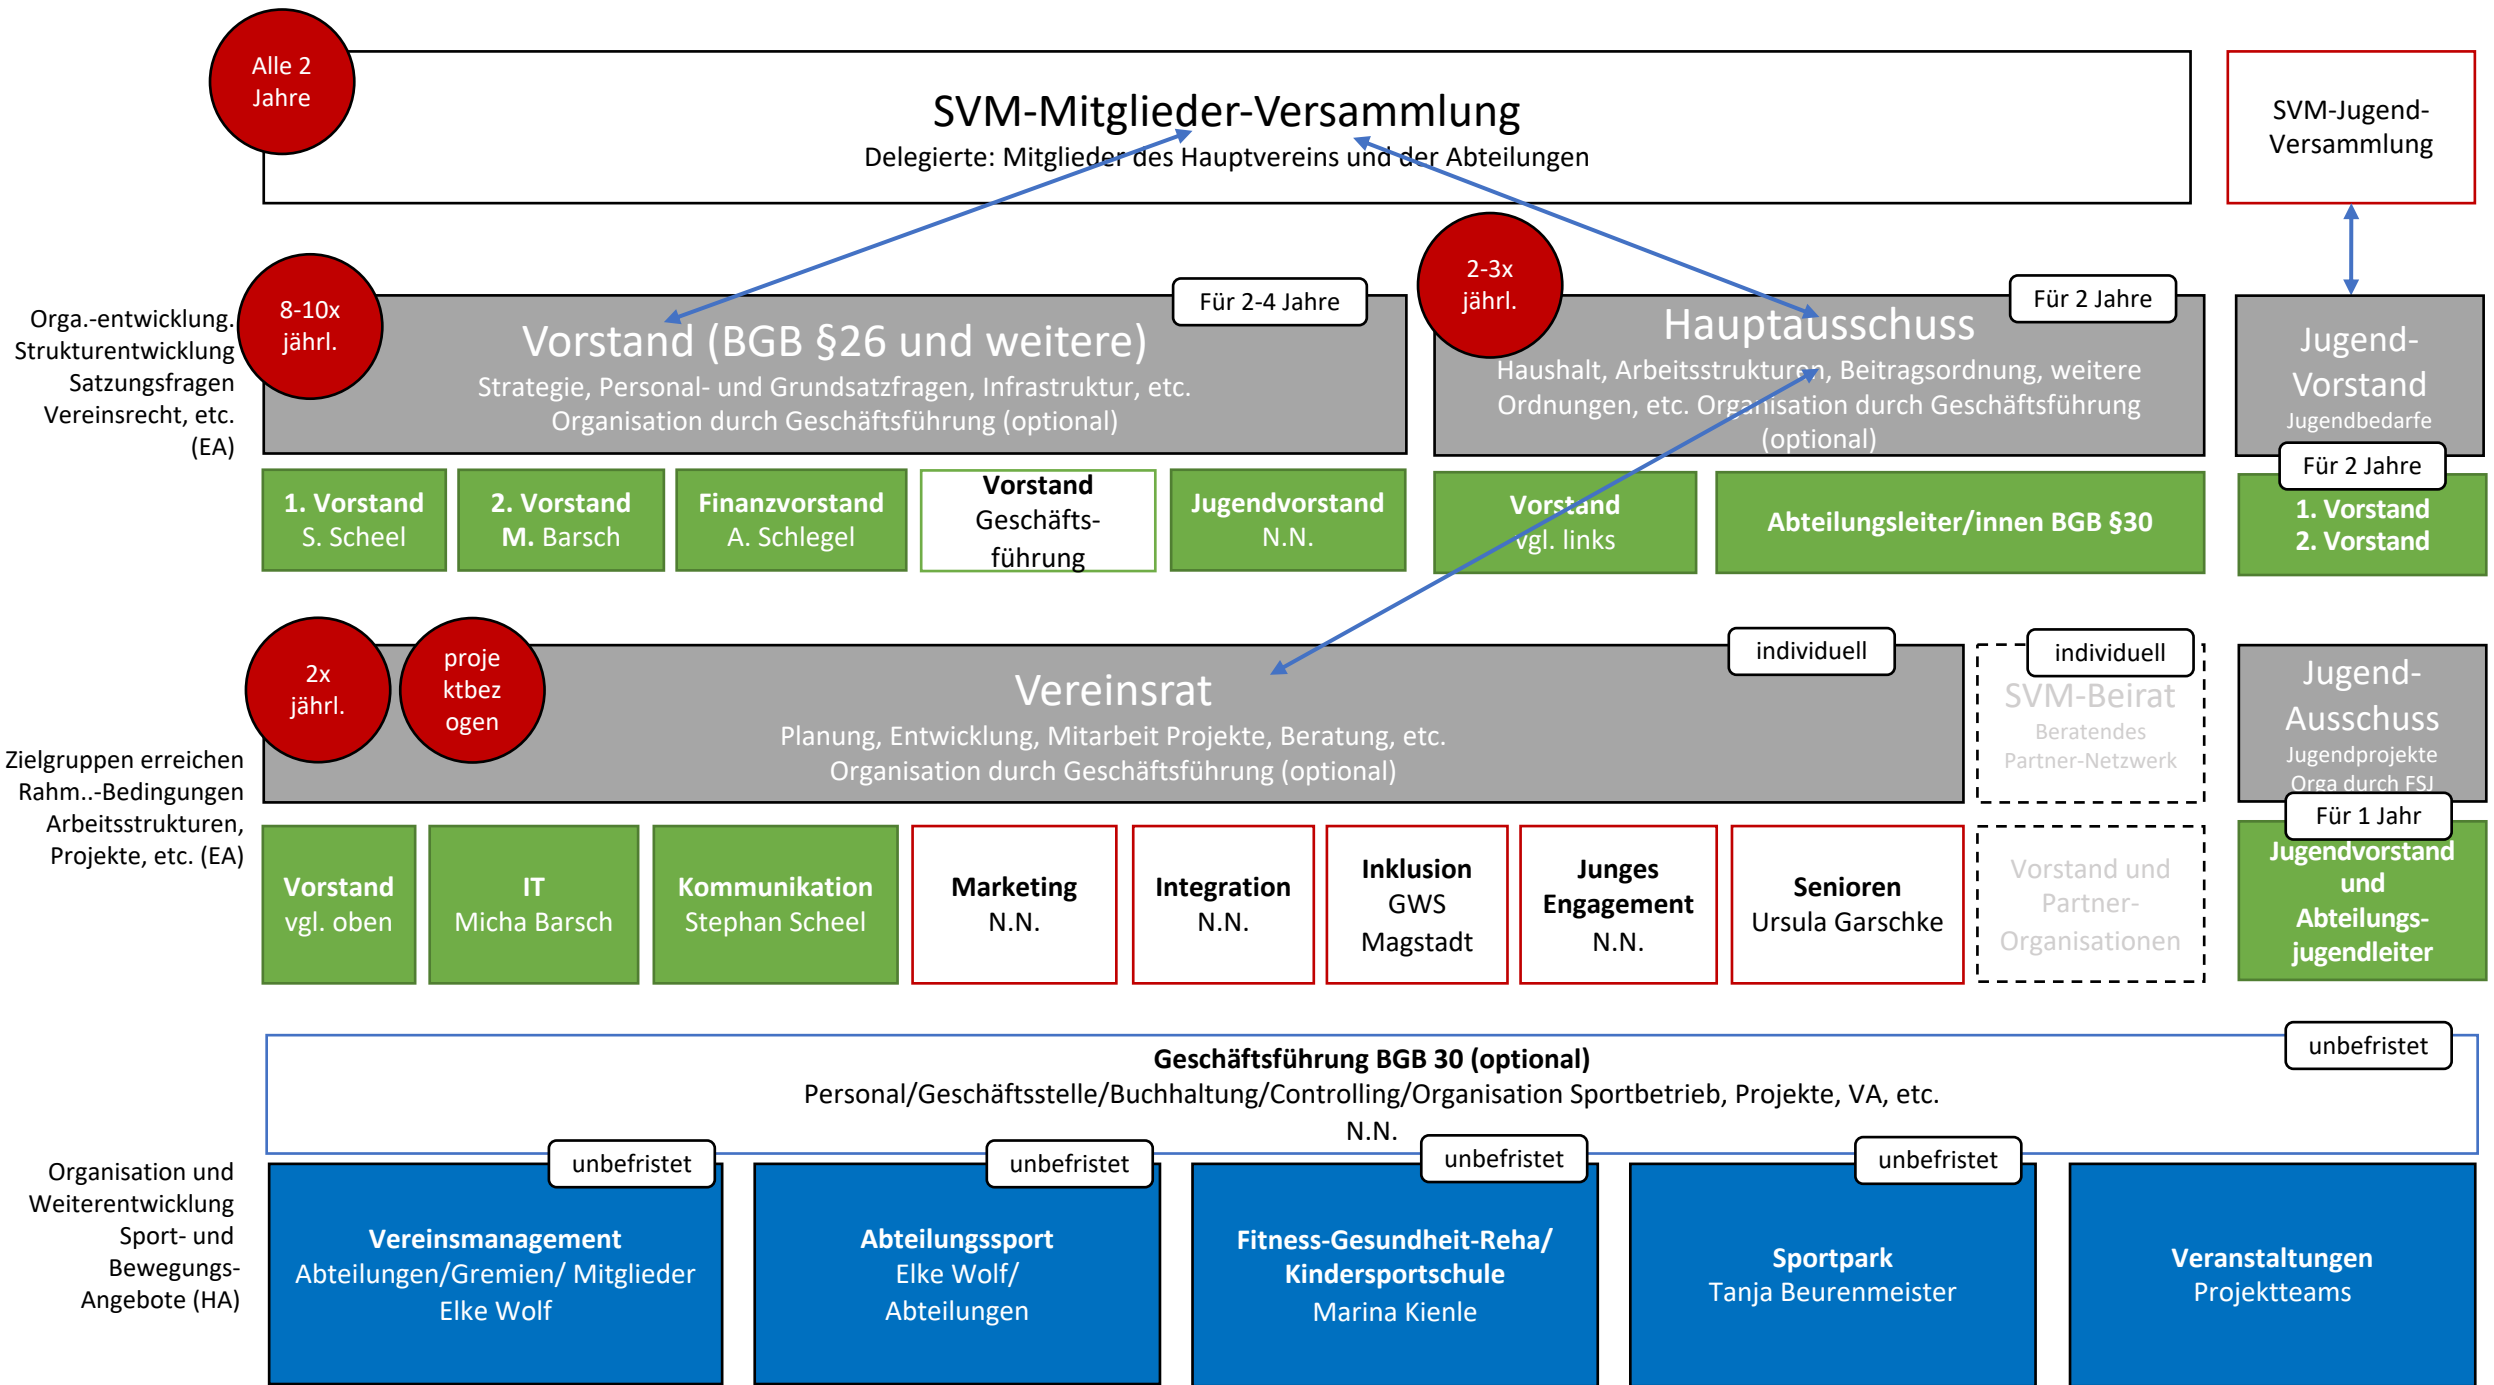 Alle 2
Jahre
SVM-Mitglieder-Versammlung
Delegierte: Mitglieder des Hauptvereins und der Abteilungen
SVM-Jugend-
Versammlung
Orga.-entwicklung.
Strukturentwicklung
Satzungsfragen
Vereinsrecht, etc.
(EA)
8-10x
jährl.
Für 2-4 Jahre
Vorstand (BGB §26 und weitere)
Strategie, Personal- und Grundsatzfragen, Infrastruktur, etc.
Organisation durch Geschäftsführung (optional)
2-3x
jährl.
Für 2 Jahre
Hauptausschuss
Haushalt, Arbeitsstrukturen, Beitragsordnung, weitere
Ordnungen, etc. Organisation durch Geschäftsführung
(optional)
Jugend-
Vorstand
Jugendbedarfe
Für 2 Jahre
1. Vorstand
S. Scheel
2. Vorstand
M. Barsch
Finanzvorstand
A. Schlegel
Vorstand
Geschäfts-
führung
Jugendvorstand
N.N.
Vorstand
vgl. links
Abteilungsleiter/innen BGB §30
1. Vorstand
2. Vorstand
Zielgruppen erreichen
Rahm..-Bedingungen
Arbeitsstrukturen,
Projekte, etc. (EA)
2x
jährl.
proje
ktbez
ogen
individuell
Vereinsrat
Planung, Entwicklung, Mitarbeit Projekte, Beratung, etc.
Organisation durch Geschäftsführung (optional)
individuell
SVM-Beirat
Beratendes
Partner-Netzwerk
Jugend-
Ausschuss
Jugendprojekte
Orga durch FSJ
Für 1 Jahr
Vorstand
vgl. oben
IT
Micha Barsch
Kommunikation
Stephan Scheel
Marketing
N.N.
Integration
N.N.
Inklusion
GWS
Magstadt
Junges
Engagement
N.N.
Senioren
Ursula Garschke
Vorstand und
Partner-
Organisationen
Jugendvorstand
und
Abteilungs-
jugendleiter
unbefristet
Geschäftsführung BGB 30 (optional)
Personal/Geschäftsstelle/Buchhaltung/Controlling/Organisation Sportbetrieb, Projekte, VA, etc.
N.N.
Organisation und
Weiterentwicklung
Sport- und
Bewegungs-
Angebote (HA)
unbefristet
Vereinsmanagement
Abteilungen/Gremien/ Mitglieder
Elke Wolf
unbefristet
Abteilungssport
Elke Wolf/
Abteilungen
unbefristet
Fitness-Gesundheit-Reha/
Kindersportschule
Marina Kienle
unbefristet
Sportpark
Tanja Beurenmeister
Veranstaltungen
Projektteams